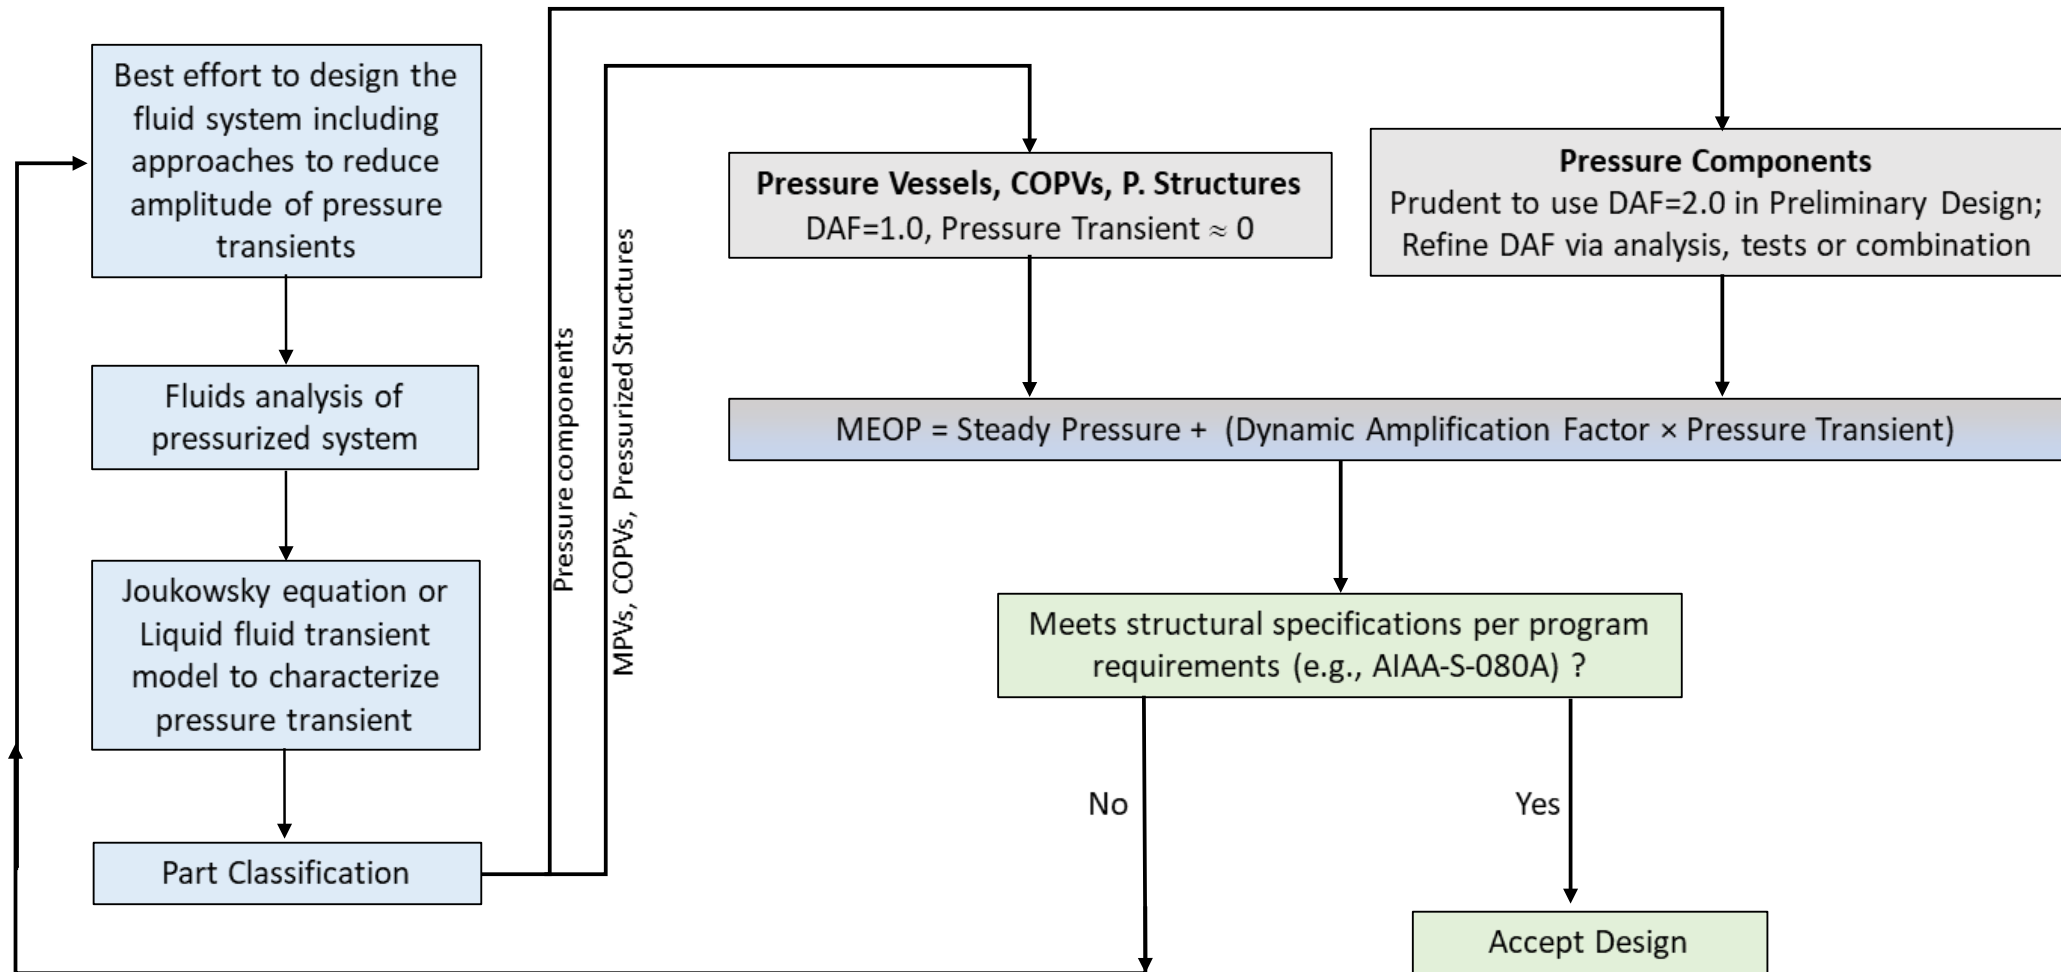 Best effort to design the
fluid system including
approaches to reduce
amplitude of pressure
transients
Fluids analysis of
pressurized system
Joukowsky equation or
Liquid fluid transient
model to characterize
pressure transient
Part Classification
Pressure components
MPVs, COPVs, Pressurized Structures
Pressure Vessels, COPVs, P. Structures
DAF=1.0, Pressure Transient ≈ 0
Pressure Components
Prudent to use DAF=2.0 in Preliminary Design;
Refine DAF via analysis, tests or combination
MEOP = Steady Pressure + (Dynamic Amplification Factor × Pressure Transient)
Meets structural specifications per program
requirements (e.g., AIAA-S-080A) ?
No
Yes
Accept Design